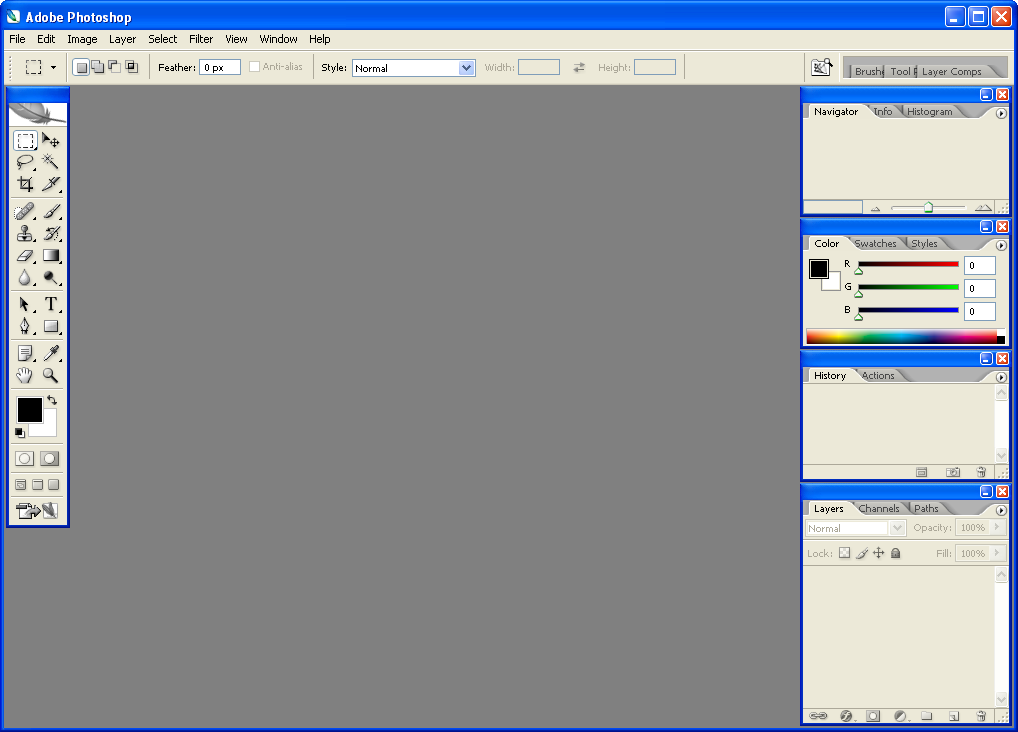 Adobe Photoshop
File Edit Image Layer Select Filter View Window Help
Feather: 0 px Anti-alias Style: Normal Width: Height: Tool Layer Comps
Navigator Info Histogram
Color Swatches Styles
R 0
G 0
B 0
History Actions
Layers Channels Paths
Normal Opacity: 100%
Lock: Fill: 100%
T